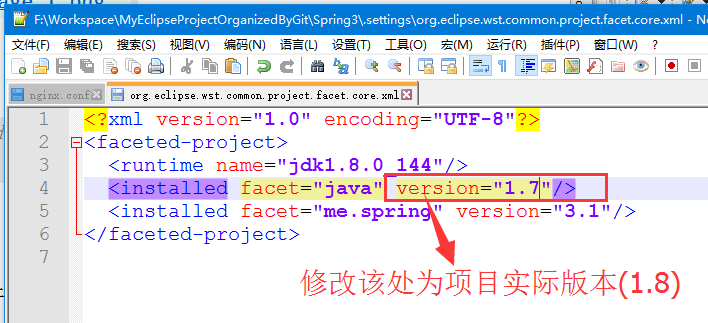 F:\Workspace\MyEclipseProjectOrganizedByGit\Spring3\.settings\org.eclipse.wst.common.project.facet.core.xml - No
文件(F) 编辑(E) 搜索(S) 视图(V) 格式(M) 语言(L) 设置(T) 工具(O) 宏(M) 运行(R) 插件(P) 窗口(W) ?
nginx.conf org.eclipse.wst.common.project.facet.core.xml
1 <?xml version="1.0" encoding="UTF-8"?>
2 <faceted-project>
3 <runtime name="jdk1.8.0_144"/>
4 <installed facet="java" version="1.7"/>
5 <installed facet="me.spring" version="3.1"/>
6 </faceted-project>
7
修改该处为项目实际版本(1.8)